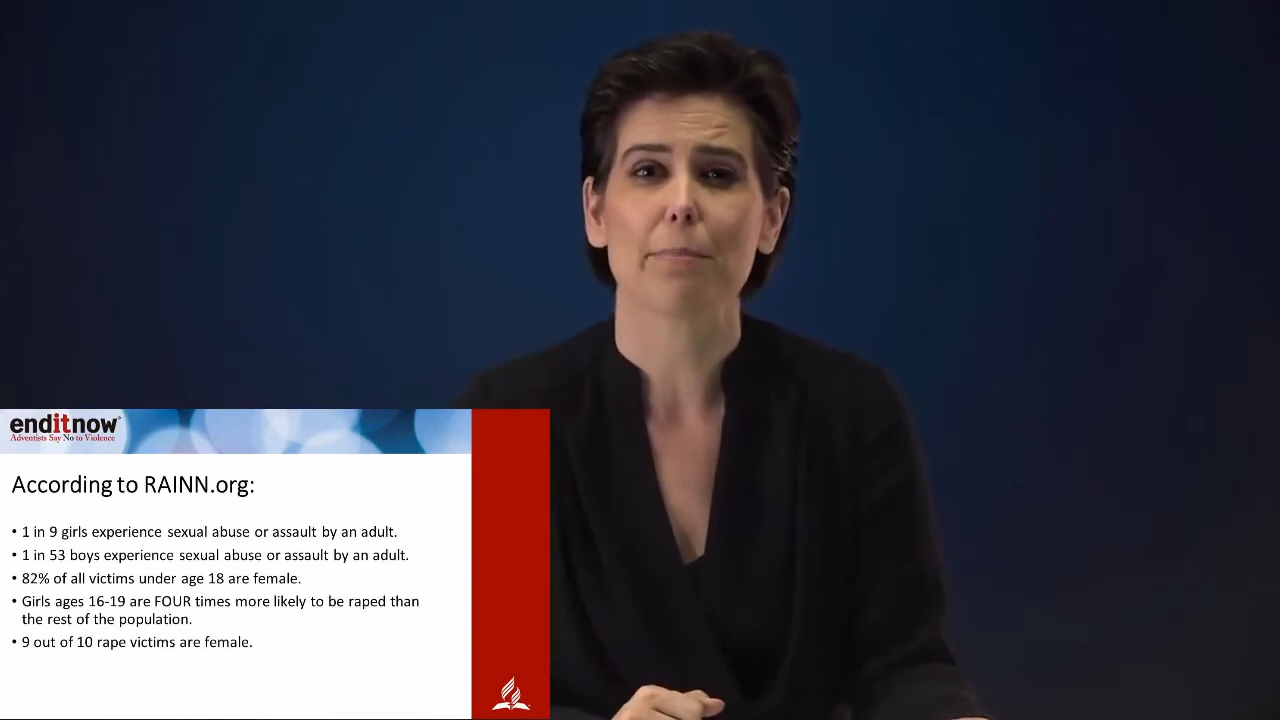 enditnow®
Adventists Say No to Violence
According to RAINN.org:
• 1 in 9 girls experience sexual abuse or assault by an adult.
• 1 in 53 boys experience sexual abuse or assault by an adult.
• 82% of all victims under age 18 are female.
• Girls ages 16-19 are FOUR times more likely to be raped than
the rest of the population.
• 9 out of 10 rape victims are female.